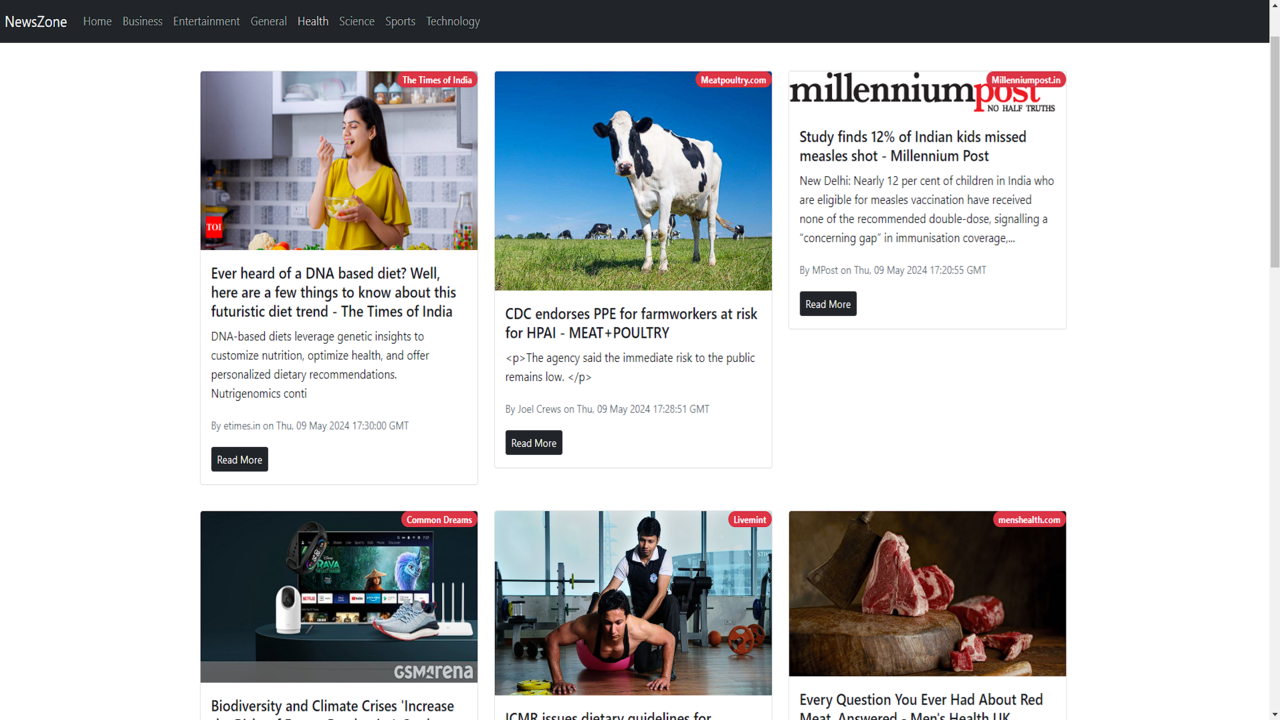 NewsZone Home Business Entertainment General Health Science Sports Technology
The Times of India
TOI
Ever heard of a DNA based diet? Well,
here are a few things to know about this
futuristic diet trend - The Times of India
DNA-based diets leverage genetic insights to
customize nutrition, optimize health, and offer
personalized dietary recommendations.
Nutrigenomics conti
By etimes.in on Thu, 09 May 2024 17:30:00 GMT
Read More
Meatpoultry.com
CDC endorses PPE for farmworkers at risk
for HPAI - MEAT+POULTRY
<p>The agency said the immediate risk to the public
remains low. </p>
By Joel Crews on Thu, 09 May 2024 17:28:51 GMT
Read More
Millenniumpost.in
millenniumpost
NO HALF TRUTHS
Study finds 12% of Indian kids missed
measles shot - Millennium Post
New Delhi: Nearly 12 per cent of children in India who
are eligible for measles vaccination have received
none of the recommended double-dose, signalling a
“concerning gap” in immunisation coverage,...
By MPost on Thu, 09 May 2024 17:20:55 GMT
Read More
Common Dreams
RAYA
GSMArena
Biodiversity and Climate Crises 'Increase
Livemint
ICMR issues dietary guidelines for
menshealth.com
Every Question You Ever Had About Red
Meat, Answered - Men's Health UK